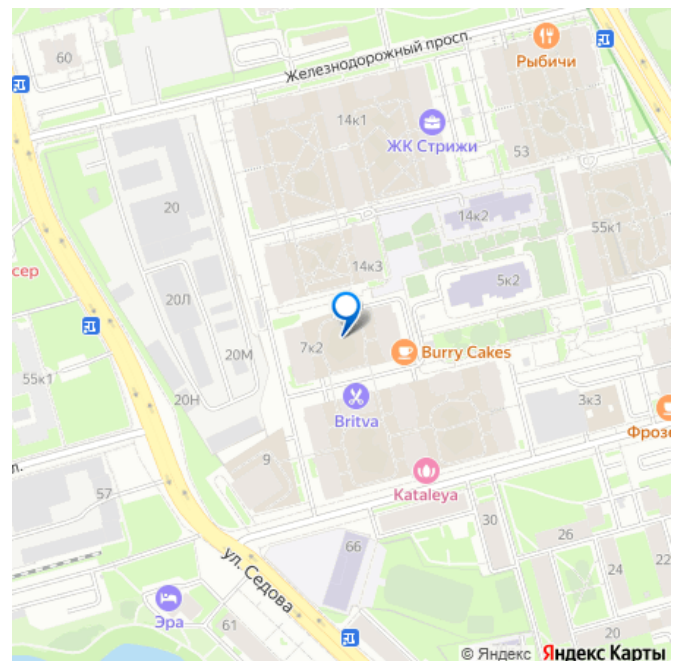 60
Железнодорожный просп.
Рыбичи
14к1
ЖК Стрижи
53
20
14к2
55к1
14к3
сер
5к2
20Л
7к2
20М
Burry Cakes
55к1
20Н
Britva
3к3
Фрозе
л.
9
57
Kataleya
30
66
26
24
22
ул. Седова
Эра
61
20
© Яндекс Яндекс Карты